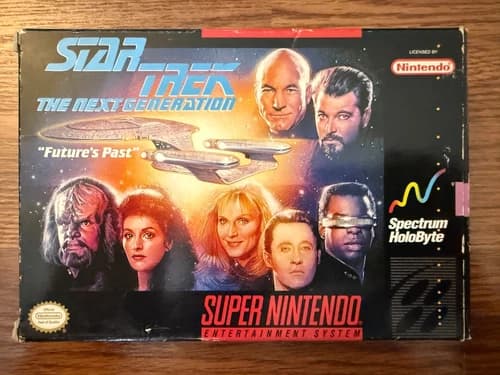 STAR
TREK
THE NEXT GENERATION
"Future's Past"
LICENSED BY
Nintendo
Spectrum
HoloByte
SUPER NINTENDO
ENTERTAINMENT SYSTEM